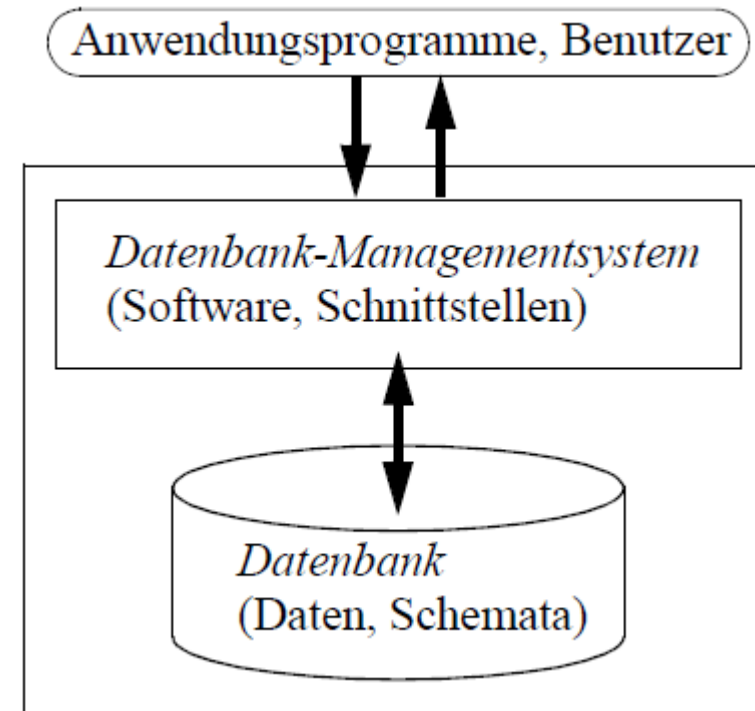 Anwendungsprogramme, Benutzer
Datenbank-Managementsystem
(Software, Schnittstellen)
Datenbank
(Daten, Schemata)